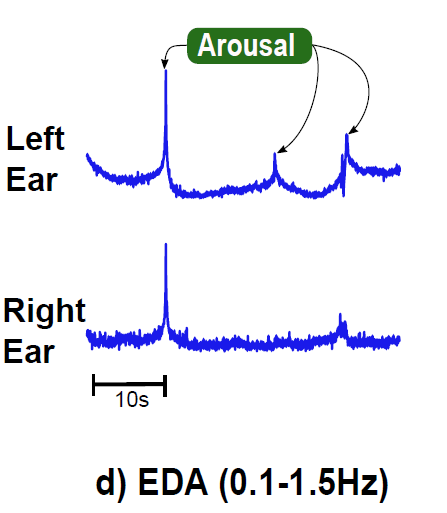 Arousal
Left
Ear
Right
Ear
10s
d) EDA (0.1-1.5Hz)